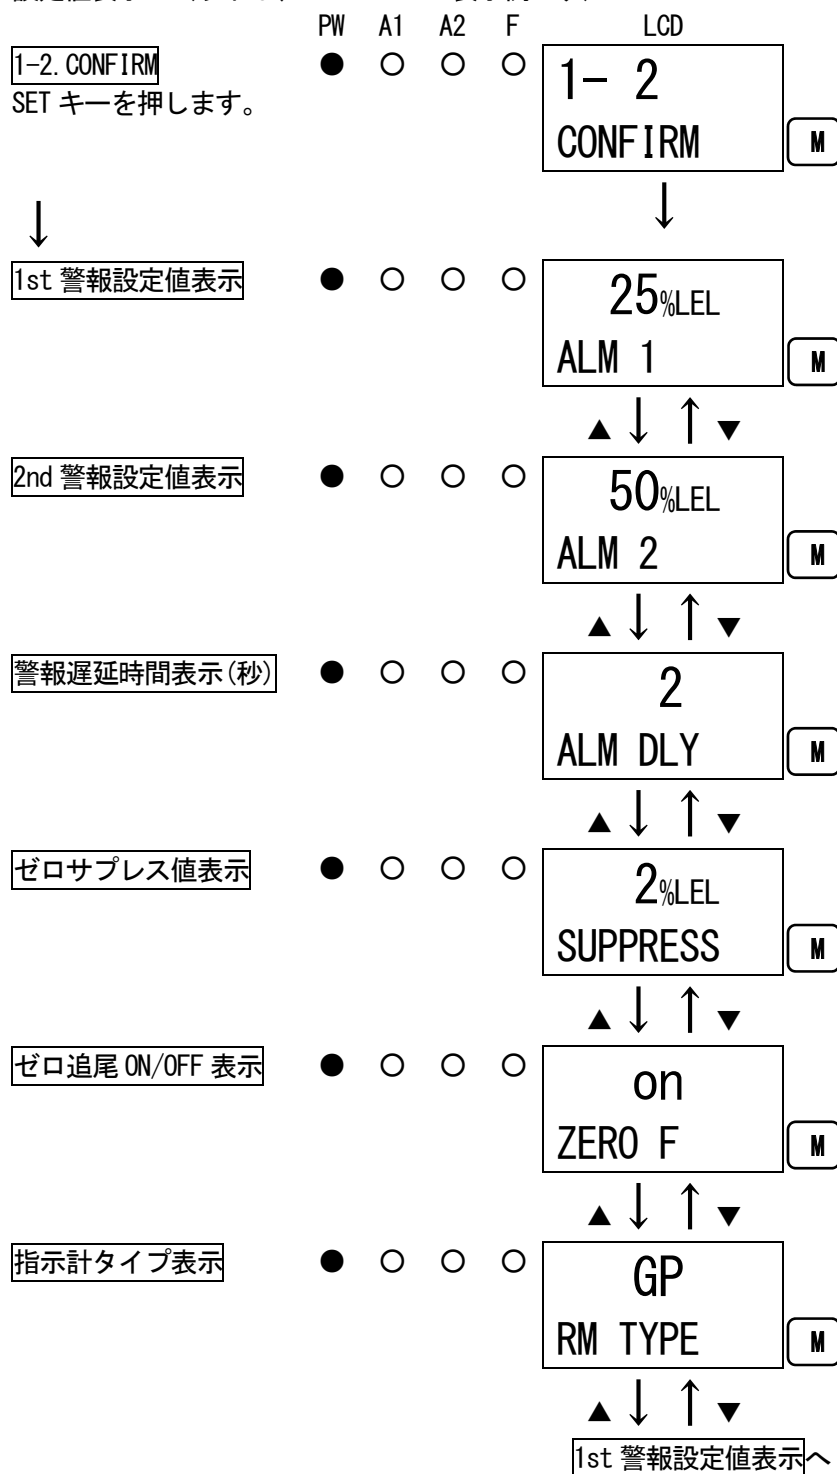 PW A1 A2 F LCD
1-2.CONFIRM ● ○ ○ ○ 1- 2
SET キーを押します。
CONFIRM M
↓ ↓
1st 警報設定値表示 ● ○ ○ ○ 25%LEL
ALM 1 M
▲ ↓ ↑ ▼
2nd 警報設定値表示 ● ○ ○ ○ 50%LEL
ALM 2 M
▲ ↓ ↑ ▼
警報遅延時間表示(秒) ● ○ ○ ○ 2
ALM DLY M
▲ ↓ ↑ ▼
ゼロサプレス値表示 ● ○ ○ ○ 2%LEL
SUPPRESS M
▲ ↓ ↑ ▼
ゼロ追尾 ON/OFF 表示 ● ○ ○ ○ on
ZERO F M
▲ ↓ ↑ ▼
指示計タイプ表示 ● ○ ○ ○ GP
RM TYPE M
▲ ↓ ↑ ▼
1st 警報設定値表示へ